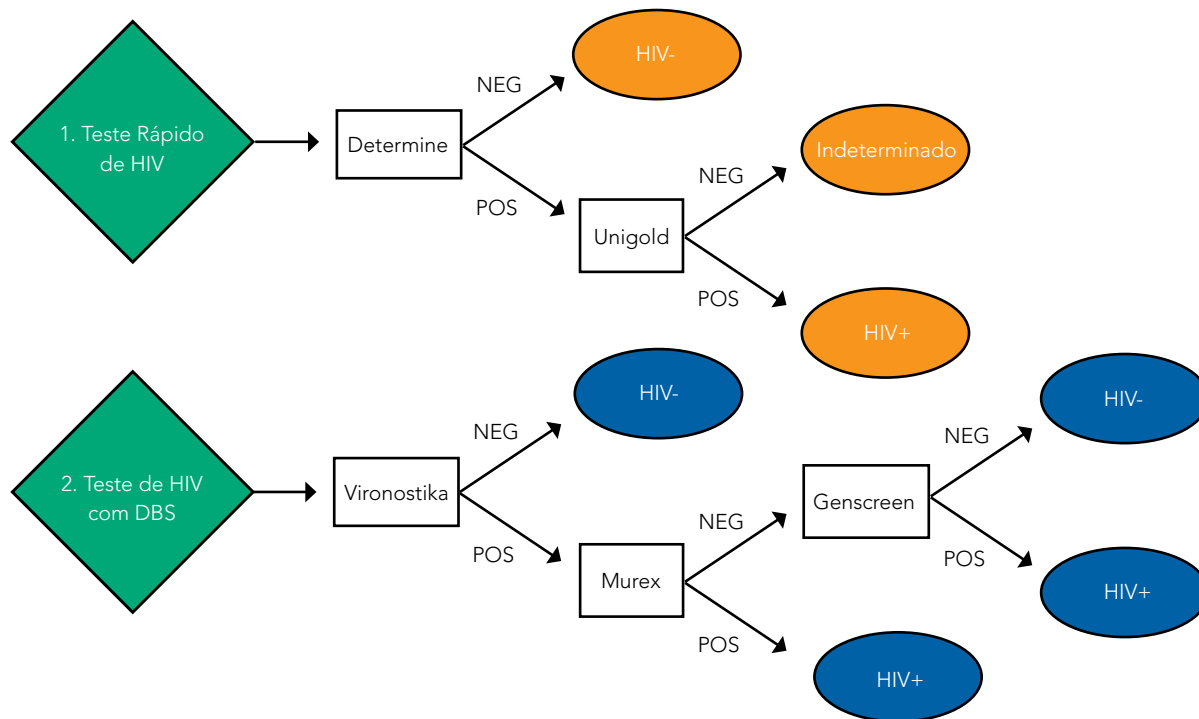 HIV-
NEG
1. Teste Rápido
de HIV
Determine
Indeterminado
NEG
POS
Unigold
POS
HIV+
HIV-
HIV-
NEG
NEG
2. Teste de HIV
com DBS
Vironostika
Genscreen
NEG
POS
POS
Murex
HIV+
POS
HIV+